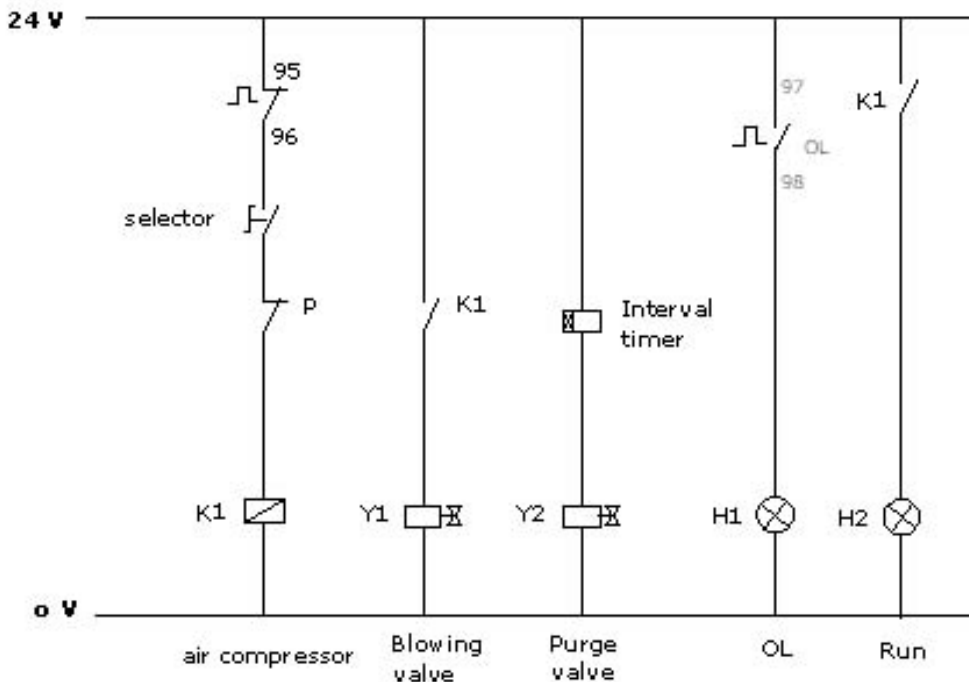 24 V
95
96
selector
P
K1
K1
Interval
timer
97
OL
98
K1
Y1
Y2
H1
H2
K1
o V
air compressor
Blowing
valve
Purge
valve
OL
Run